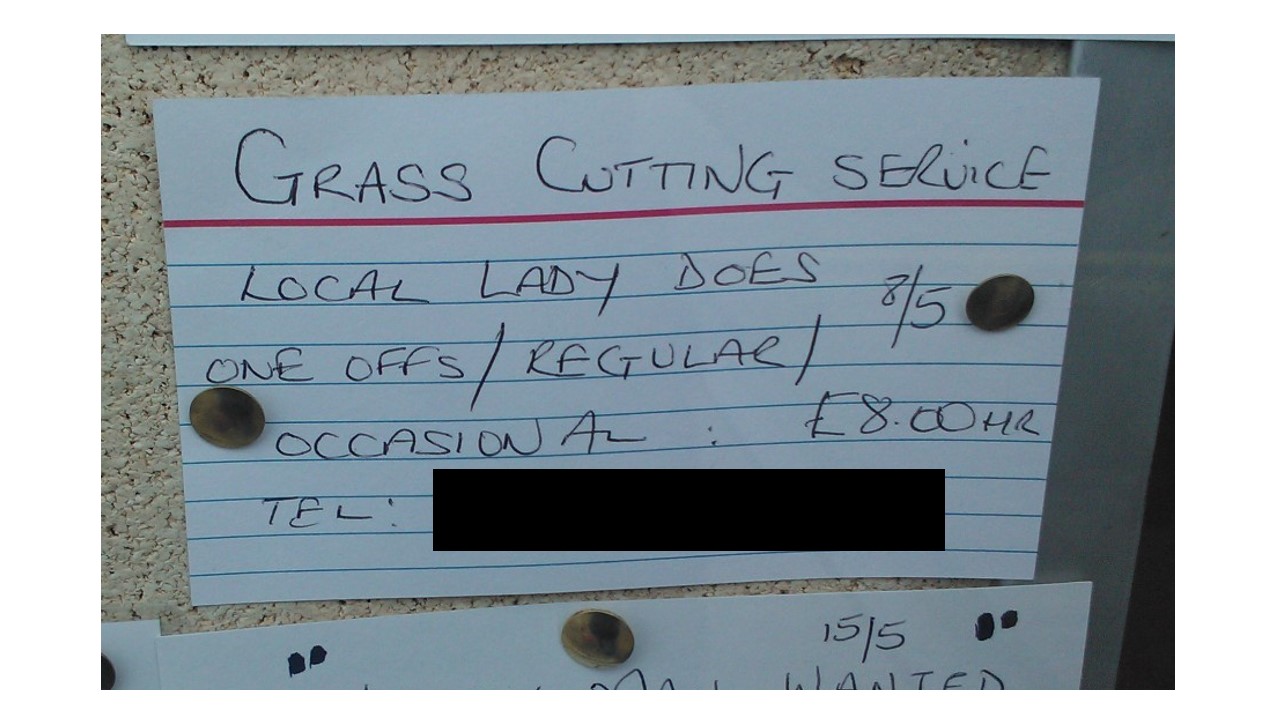 GRASS CUTTING SERVICE
LOCAL LADY DOES 8/5
ONE OFFS/REGULAR/
OCCASIONAL : £8.00HR
TEL:
15/5
WANTED